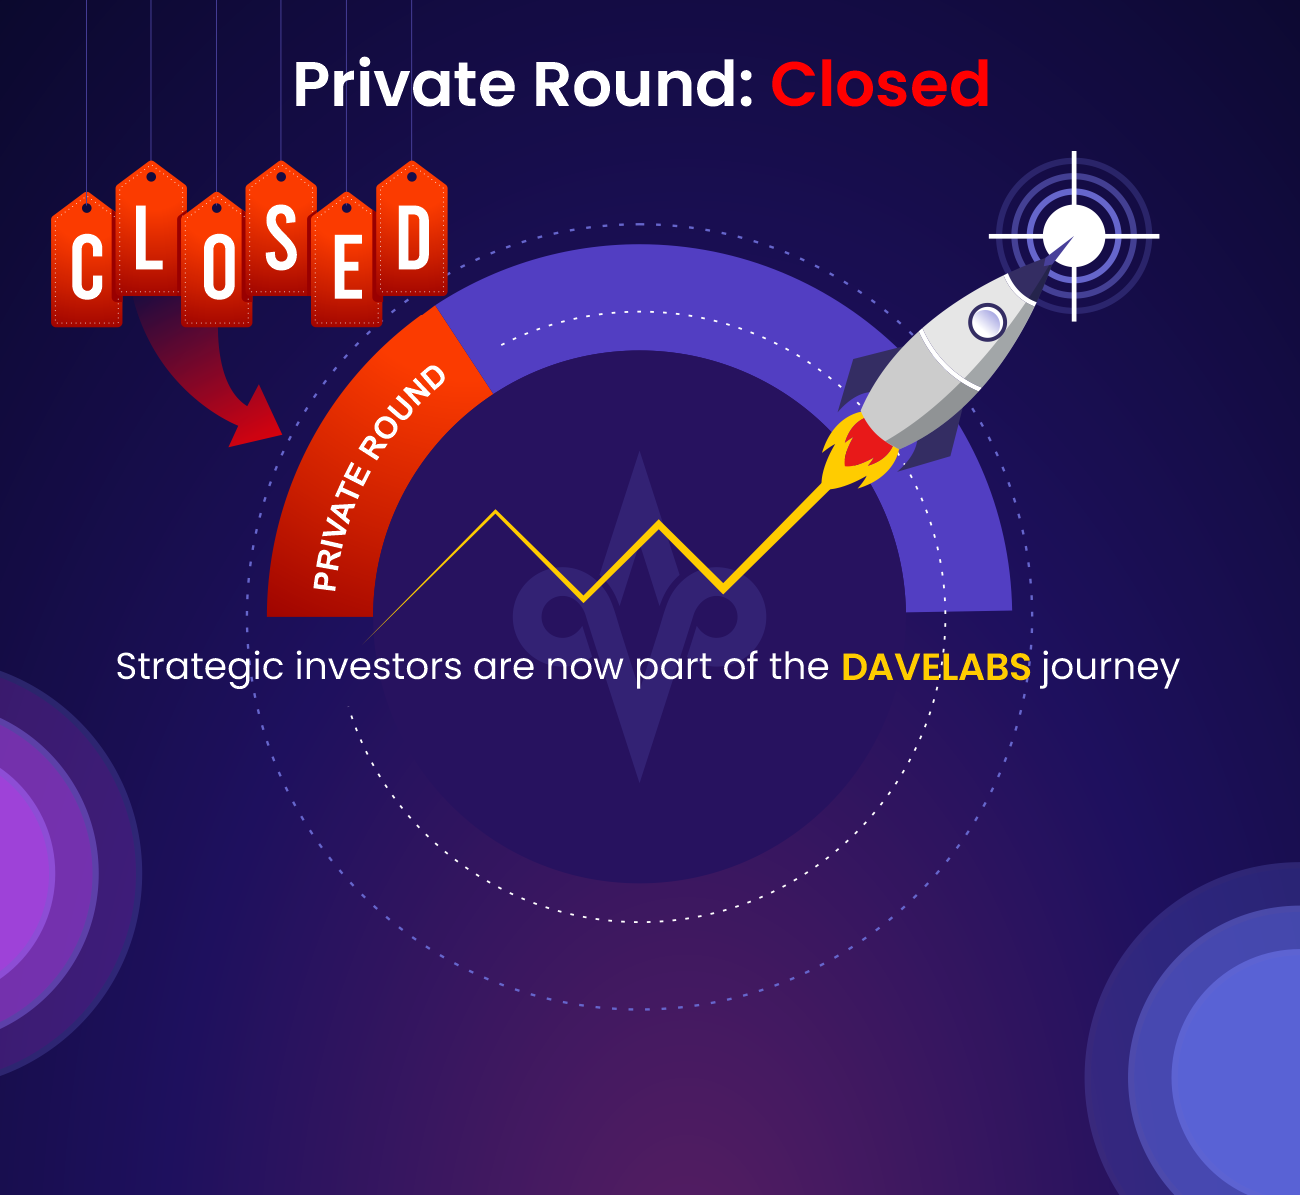 Private Round: Closed
CLOSED
PRIVATE ROUND
Strategic investors are now part of the DAVELABS journey